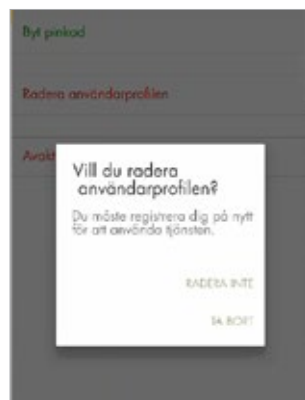 Byt pinkod
Radera användarprofilen
Avakt
Vill du radera
användarprofilen?
Du måste registrera dig på nytt
för att använda tjänsten.
RADERA INTE
TA BORT